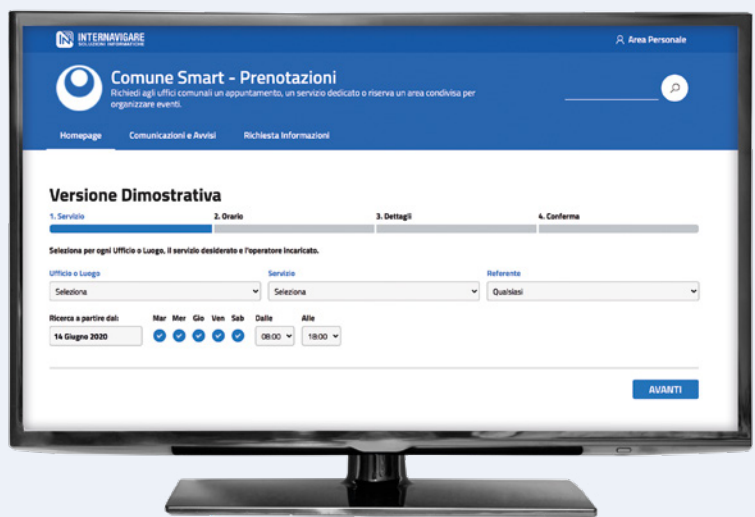 INTERNAVIGARE
SOLUZIONI INFORMATICHE
Area Personale
Comune Smart - Prenotazioni
Richiedi agli uffici comunali un appuntamento, un servizio dedicato o riserva un area condivisa per
organizzare eventi.
Homepage Comunicazioni e Avvisi Richiesta Informazioni
Versione Dimostrativa
1. Servizio 2. Orario 3. Dettagli 4. Conferma
Seleziona per ogni Ufficio o Luogo, il servizio desiderato e l'operatore incaricato.
Ufficio o Luogo Servizio Referente
Seleziona Seleziona Qualsiasi
Ricerca a partire dal: Mar Mer Gio Ven Sab Dalle Alle
14 Giugno 2020 08:00 18:00
AVANTI